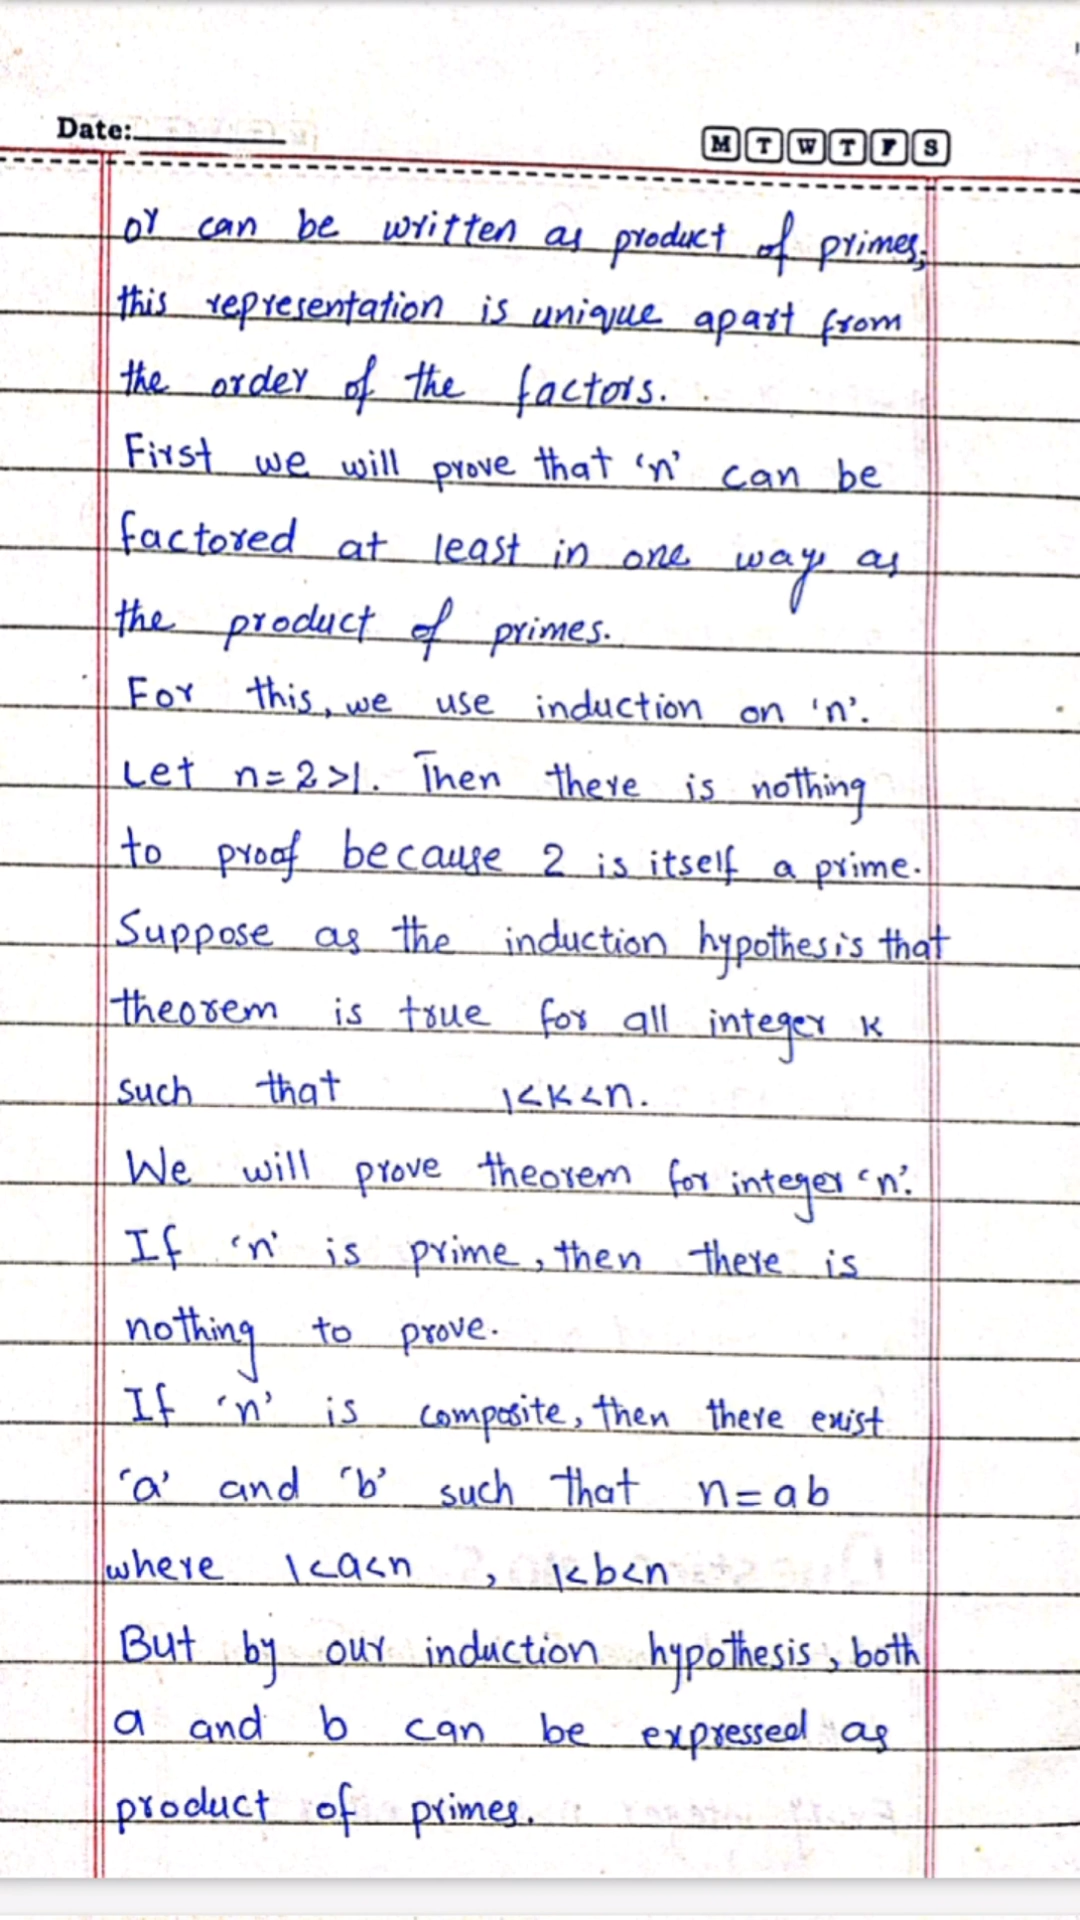 Date:
M T W T F S
or can be written as product of primes;
this representation is unique apart from
the order of the factors.
First we will prove that 'n' can be
factored at least in one way as
the product of primes.
For this, we use induction on 'n'.
Let n=2>1. Then there is nothing
to proof because 2 is itself a prime.
Suppose as the induction hypothesis that
theorem is true for all integer k
such that 1<k<n.
We will prove theorem for integer 'n'.
If 'n' is prime, then there is
nothing to prove.
If 'n' is composite, then there exist
'a' and 'b' such that n=ab
where 1<a<n , 1<b<n
But by our induction hypothesis, both
a and b can be expressed as
product of primes.